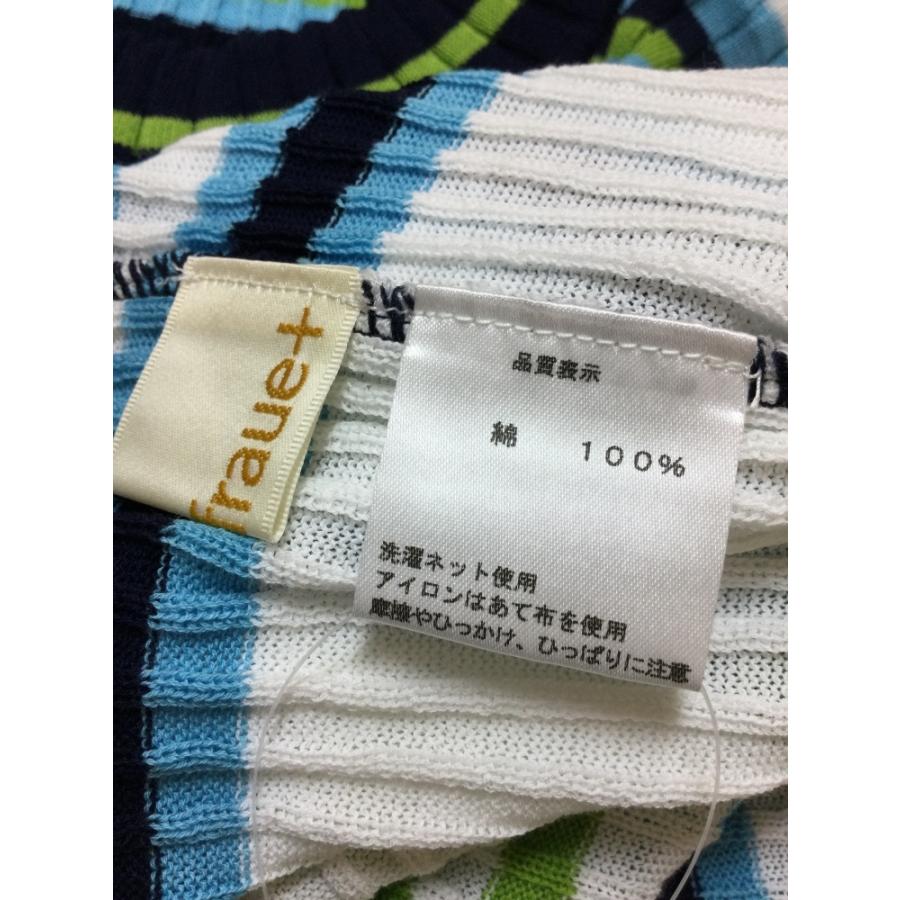 frauet
品質表示
綿 100%
洗濯ネット使用
アイロンはあて布を使用
摩擦やひっかけ、ひっぱりに注意